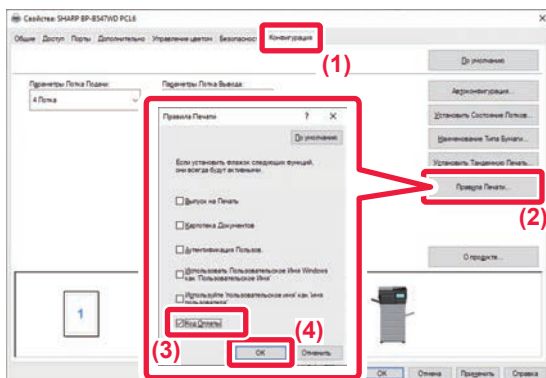 Свойства: SHARP BP-B547WD PCL6
Общие Доступ Порты Дополнительно Управление цветом Безопасность Конфигурация
(1)
По умолчанию
Параметры Лотка Подачи:
Параметры Лотка Вывода:
4 Лотка
Автоконфигурация...
Установить Состояние Лотков...
Наименование Типа Бумаги...
Установить Тандемную Печать...
Правила Печати...
(2)
Правила Печати
?
По умолчанию
Если установить флажок следующих функций,
они всегда будут активными.
Выпуск на Печать
Картотека Документов
Аутентификация Пользов.
Использовать Пользовательское Имя Windows
как 'Пользовательское Имя'
Используйте 'пользовательское имя' как 'имя
пользователя'
Код Оплаты
(3)
(4)
OK Отменить
О продукте...
1
OK Отмена Применить Справка